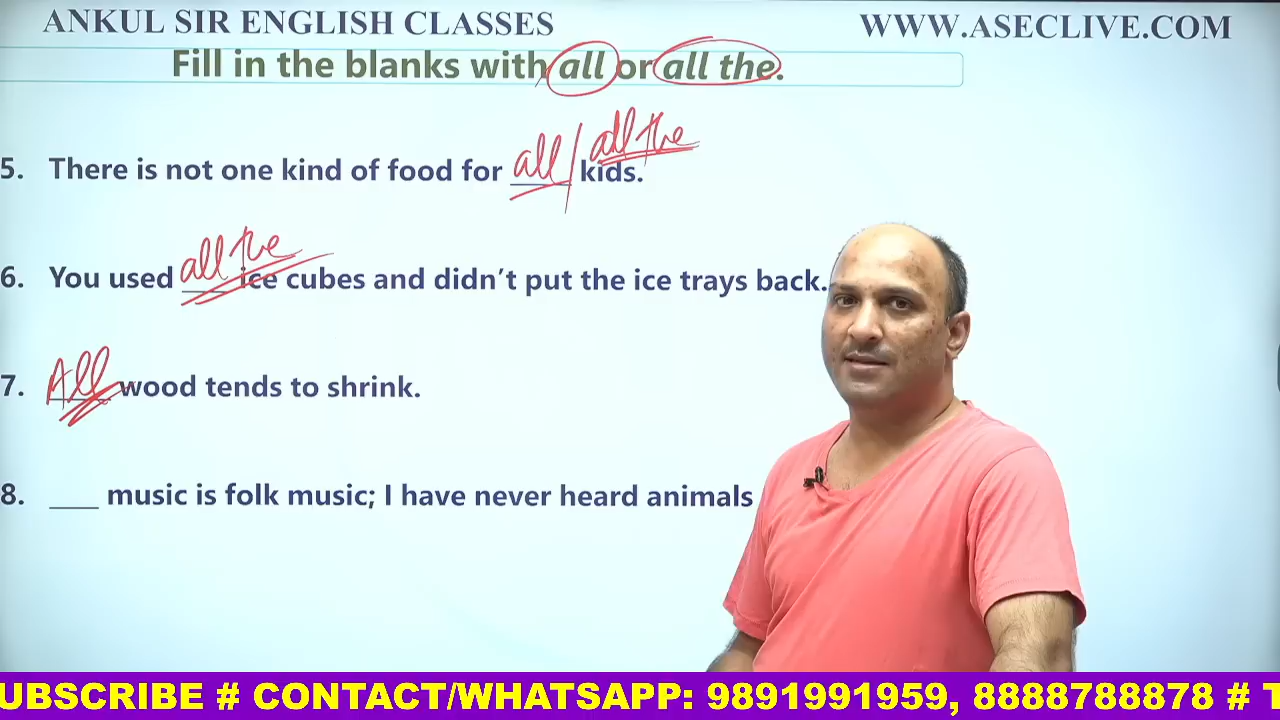 ANKUL SIR ENGLISH CLASSES WWW.ASECLIVE.COM
Fill in the blanks with all or all the.
all / all the
5. There is not one kind of food for ____ kids.
all the
6. You used ____ ice cubes and didn't put the ice trays back.
7. All wood tends to shrink.
8. ____ music is folk music; I have never heard animals
UBSCRIBE # CONTACT/WHATSAPP: 9891991959, 8888788878 # T